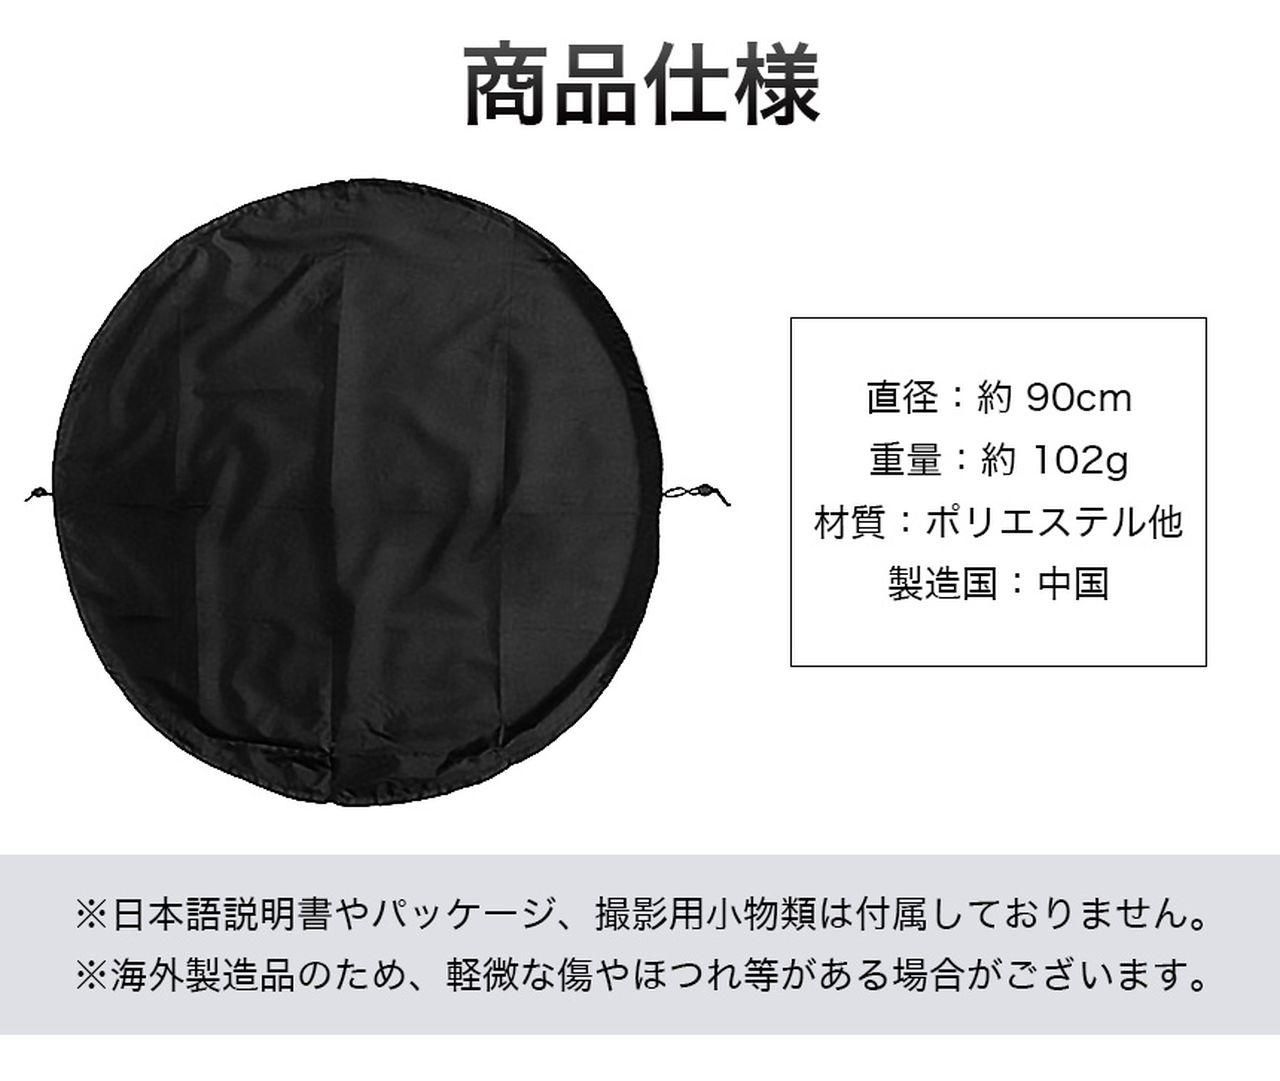 商品仕様
直径：約 90cm
重量：約 102g
材質：ポリエステル他
製造国：中国
※日本語説明書やパッケージ、撮影用小物類は付属しておりません。
※海外製造品のため、軽微な傷やほつれ等がある場合がございます。